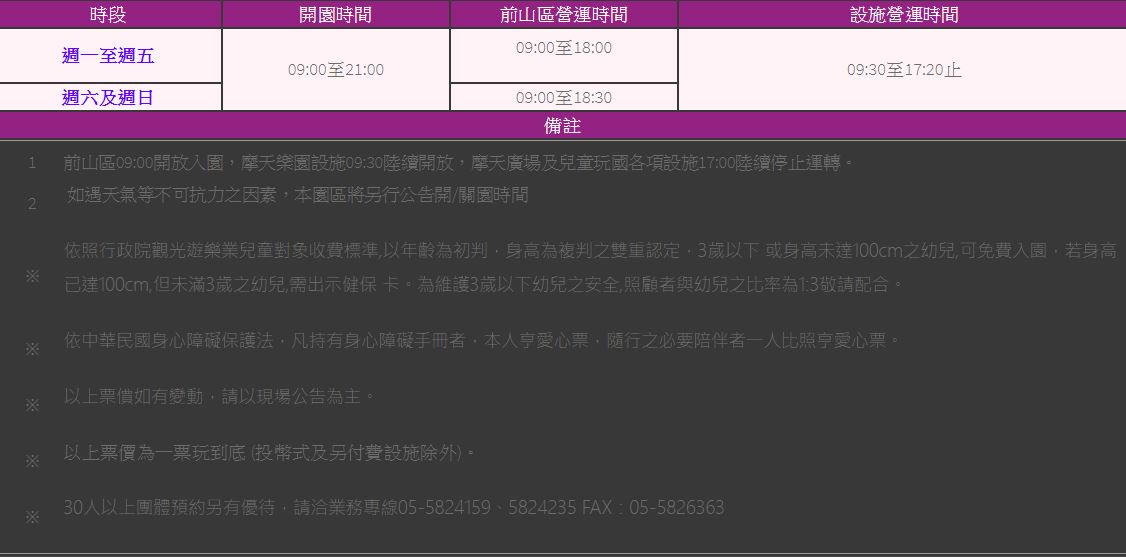 時段 開園時間 前山區營運時間 設施營運時間
週一至週五 09:00至21:00 09:00至18:00 09:30至17:20止
週六及週日 09:00至18:30
備註
1 前山區09:00開放入園，摩天樂園設施09:30陸續開放，摩天廣場及兒童玩國各項設施17:00陸續停止運轉。
2 如遇天氣等不可抗力之因素，本園區將另行公告開/關園時間
※ 依照行政院觀光遊樂業兒童對象收費標準,以年齡為初判，身高為複判之雙重認定，3歲以下 或身高未達100cm之幼兒,可免費入園，若身高
已達100cm,但未滿3歲之幼兒,需出示健保 卡。為維護3歲以下幼兒之安全,照顧者與幼兒之比率為1:3敬請配合。
※ 依中華民國身心障礙保護法，凡持有身心障礙手冊者，本人亨愛心票，隨行之必要陪伴者一人比照亨愛心票。
※ 以上票價如有變動，請以現場公告為主。
※ 以上票價為一票玩到底 (投幣式及另付費設施除外)。
※ 30人以上團體預約另有優待，請洽業務專線05-5824159、5824235 FAX：05-5826363